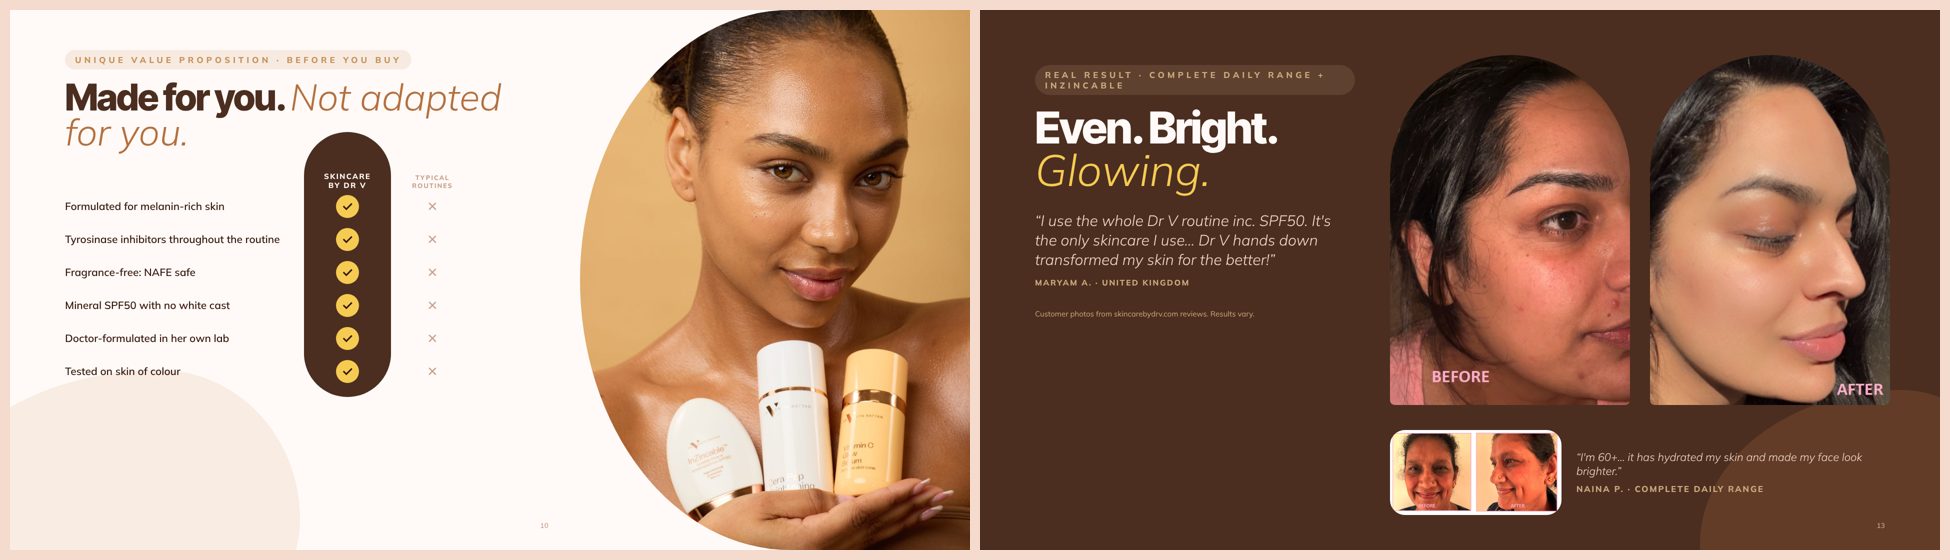 UNIQUE VALUE PROPOSITION · BEFORE YOU BUY
Made for you. Not adapted
for you.
SKINCARE
BY DR V
TYPICAL
ROUTINES
Formulated for melanin-rich skin
Tyrosinase inhibitors throughout the routine
Fragrance-free: NAFE safe
Mineral SPF50 with no white cast
Doctor-formulated in her own lab
Tested on skin of colour
InZincable
10
REAL RESULT · COMPLETE DAILY RANGE +
INZINCABLE
Even. Bright.
Glowing.
“I use the whole Dr V routine inc. SPF50. It's
the only skincare I use... Dr V hands down
transformed my skin for the better!”
MARYAM A. · UNITED KINGDOM
Customer photos from skincarebydrv.com reviews. Results vary.
BEFORE
AFTER
BEFORE
AFTER
“I'm 60+... it has hydrated my skin and made my face look
brighter.”
NAINA P. · COMPLETE DAILY RANGE
13